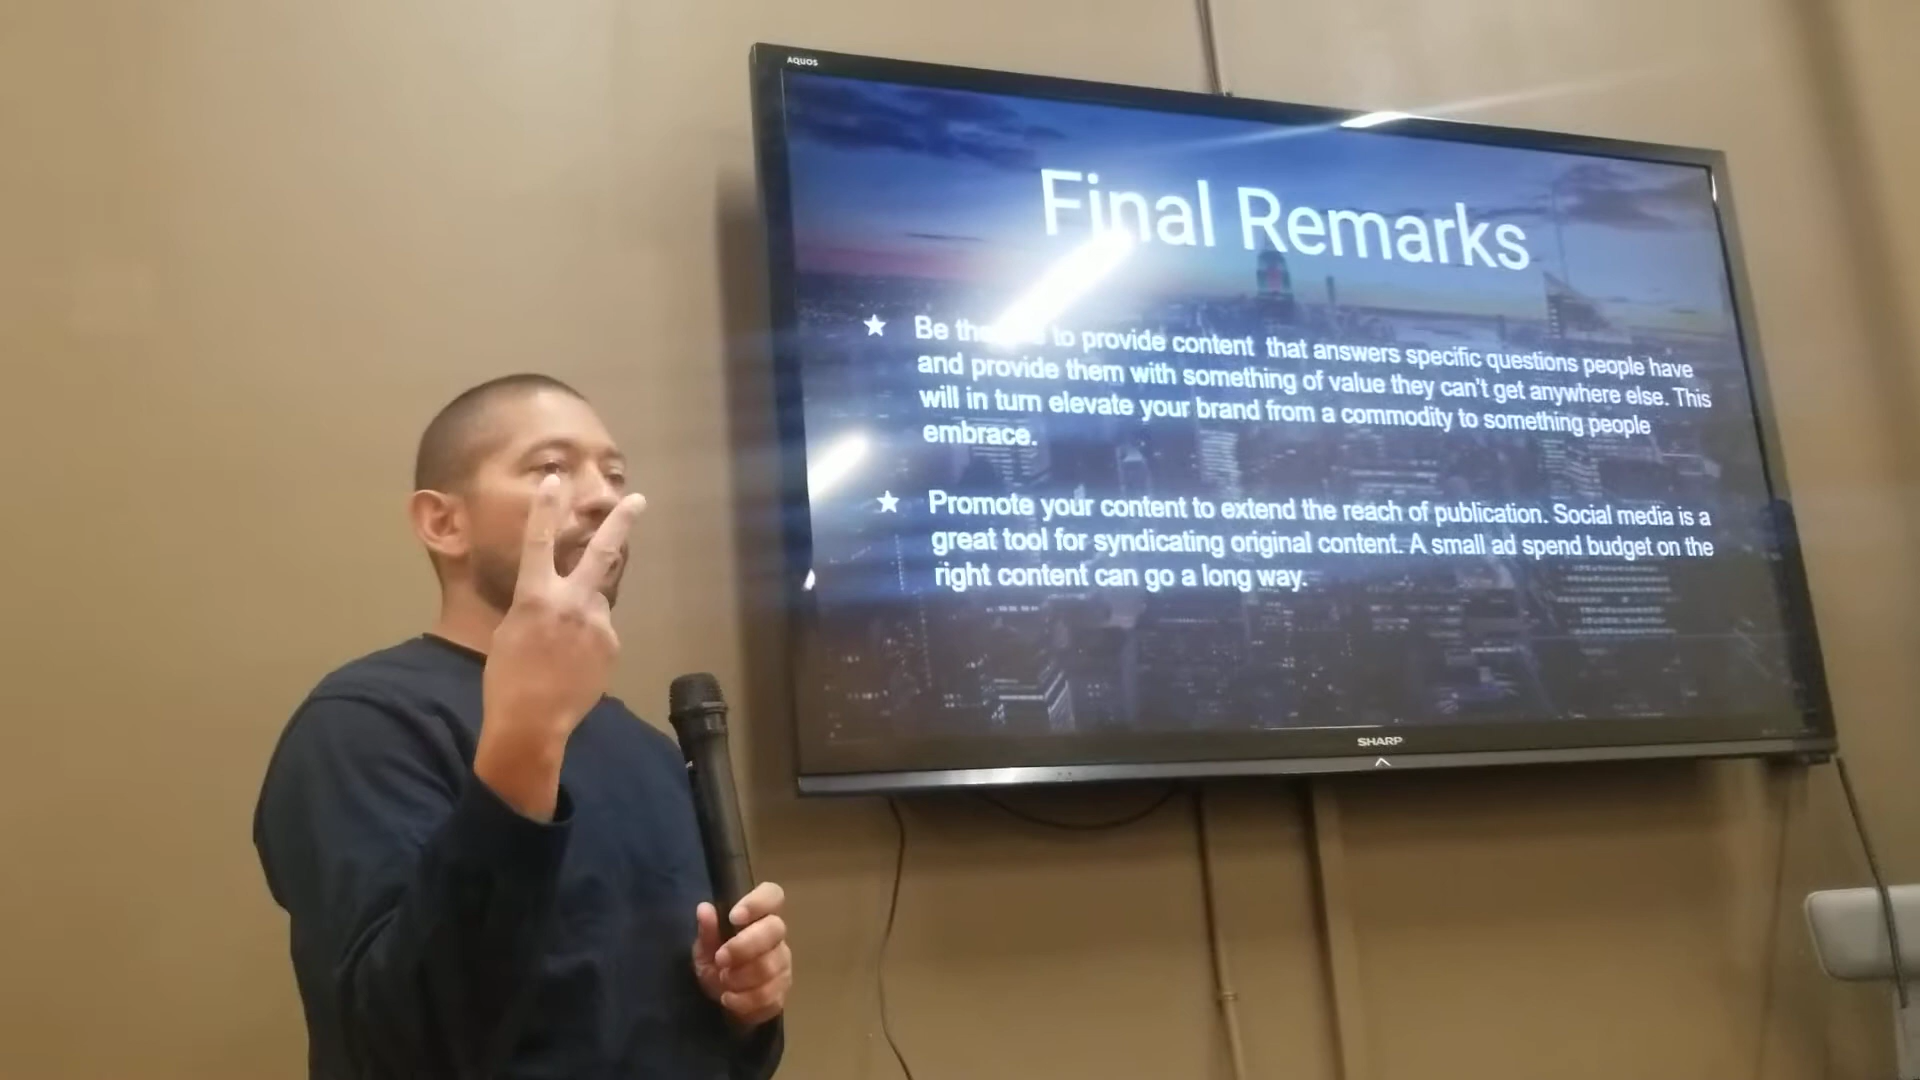 AQUOS
Final Remarks
★ Be to provide content that answers specific questions people have
and provide them with something of value they can't get anywhere else. This
will in turn elevate your brand from a commodity to something people
embrace.
★ Promote your content to extend the reach of publication. Social media is a
great tool for syndicating original content. A small ad spend budget on the
right content can go a long way.
SHARP